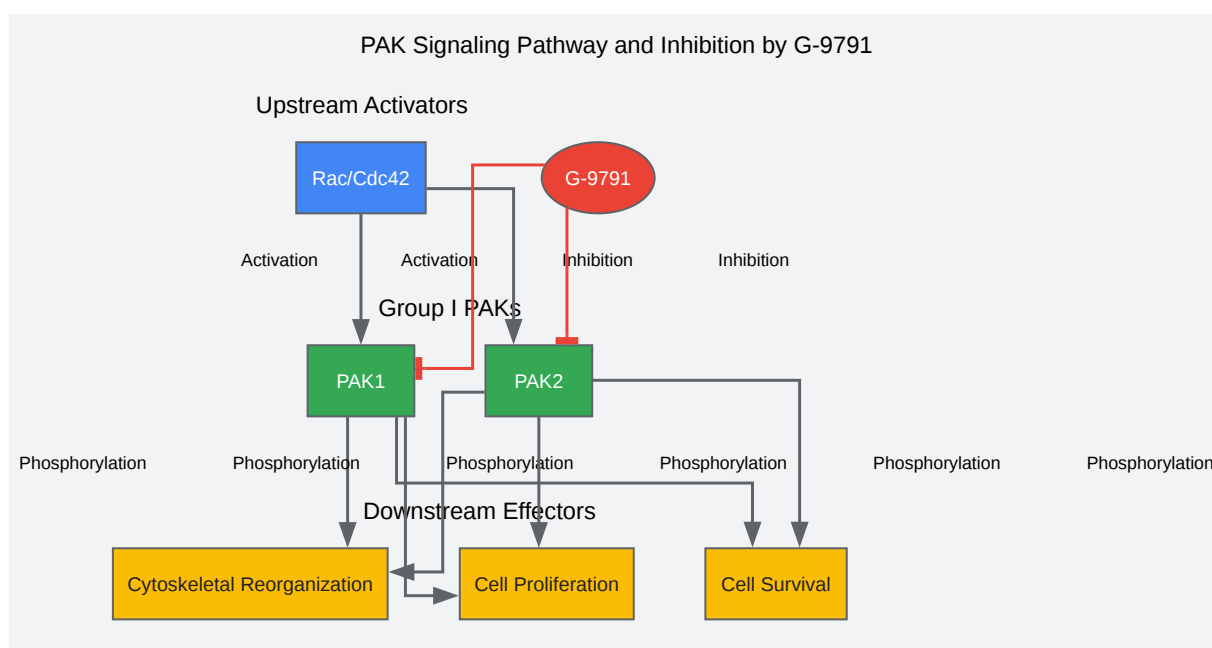 PAK Signaling Pathway and Inhibition by G-9791
Upstream Activators
Rac/Cdc42
G-9791
Activation
Activation
Inhibition
Inhibition
Group I PAKs
PAK1
PAK2
Phosphorylation
Phosphorylation
Phosphorylation
Phosphorylation
Phosphorylation
Phosphorylation
Downstream Effectors
Cytoskeletal Reorganization
Cell Proliferation
Cell Survival